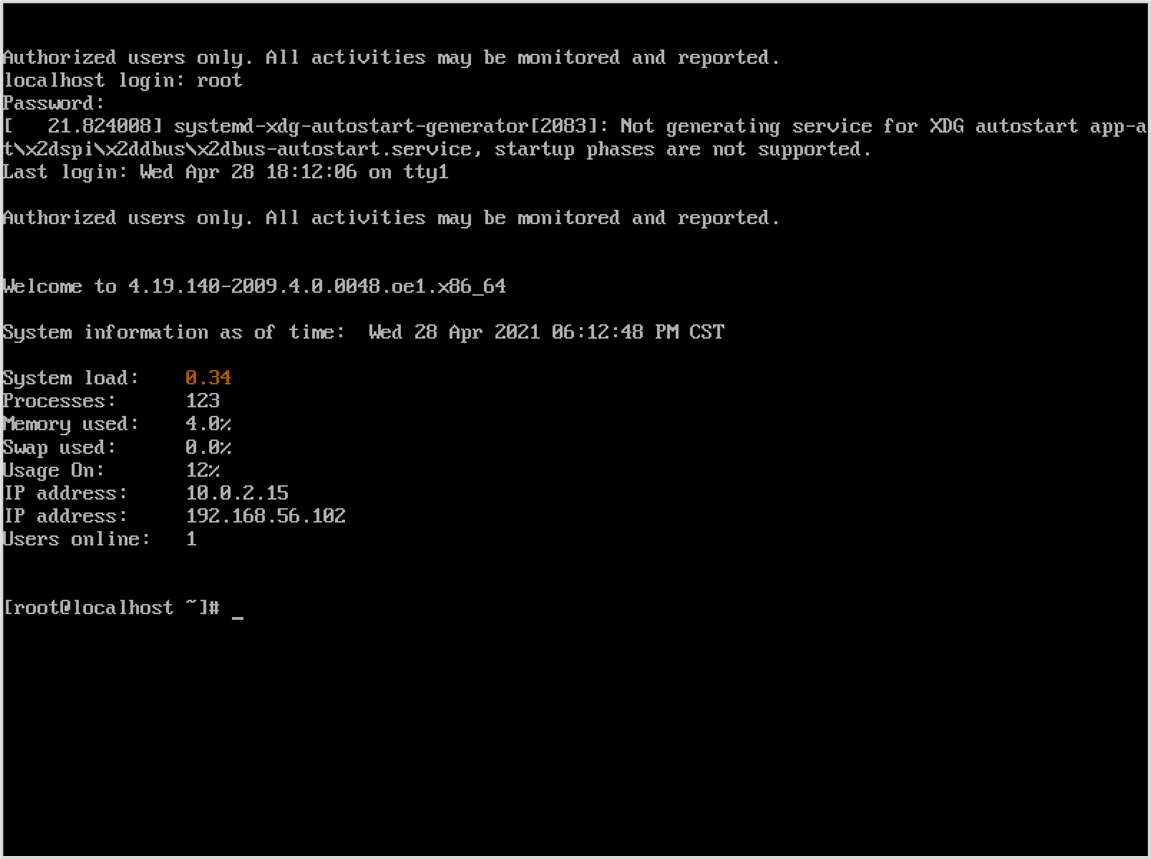 Authorized users only. All activities may be monitored and reported.
localhost login: root
Password:
[   21.824008] systemd-xdg-autostart-generator[2083]: Not generating service for XDG autostart app-a
t\x2dspi\x2ddbus\x2dbus-autostart.service, startup phases are not supported.
Last login: Wed Apr 28 18:12:06 on tty1
Authorized users only. All activities may be monitored and reported.
Welcome to 4.19.140-2009.4.0.0048.oe1.x86_64
System information as of time:  Wed 28 Apr 2021 06:12:48 PM CST
System load:    0.34
Processes:      123
Memory used:    4.0%
Swap used:      0.0%
Usage On:       12%
IP address:     10.0.2.15
IP address:     192.168.56.102
Users online:   1
[root@localhost ~]# _